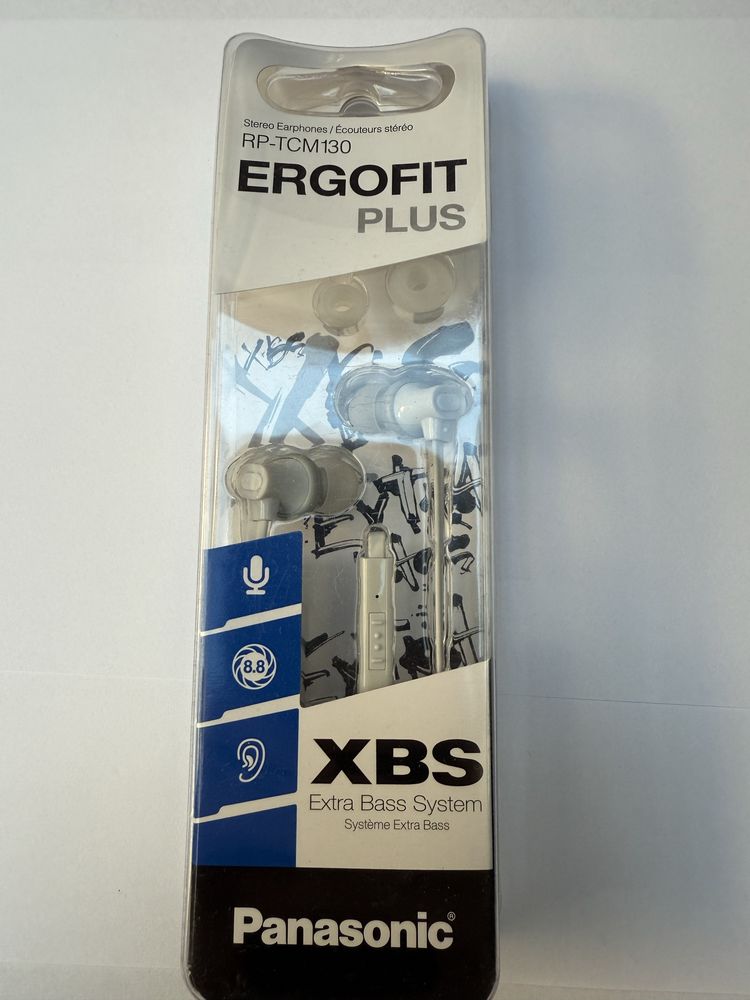 Stereo Earphones / Écouteurs stéréo
RP-TCM130
ERGOFIT
PLUS
8.8
XBS
Extra Bass System
Système Extra Bass
Panasonic®